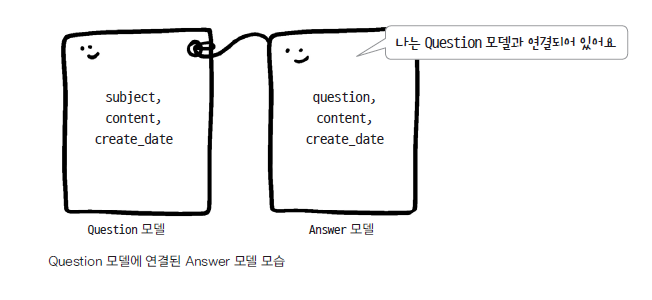 나는 Question 모델과 연결되어 있어요
subject,
content,
create_date
question,
content,
create_date
Question 모델
Answer 모델
Question 모델에 연결된 Answer 모델 모습